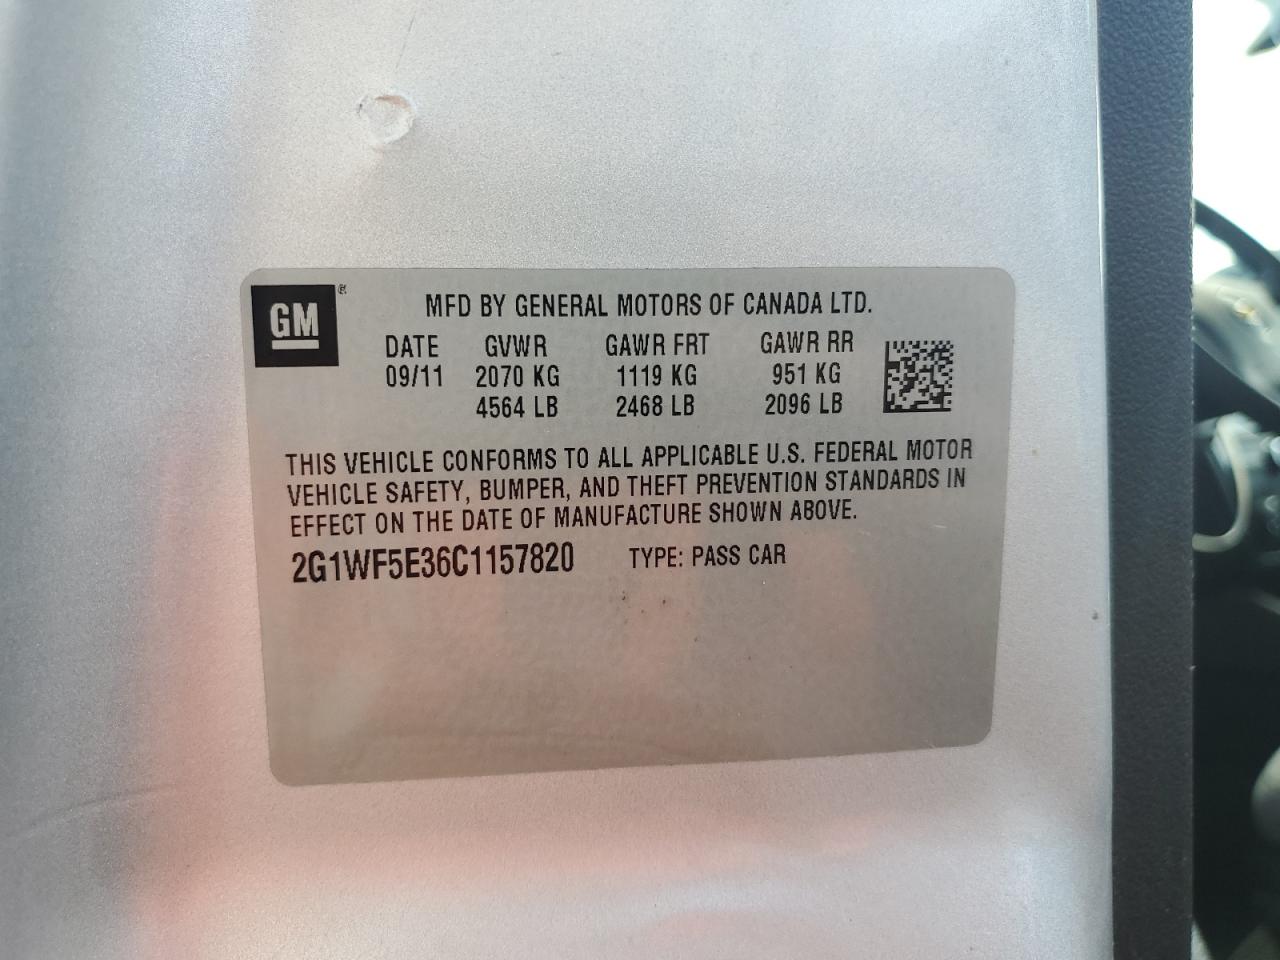 GM ®
MFD BY GENERAL MOTORS OF CANADA LTD.
DATE GVWR GAWR FRT GAWR RR
09/11 2070 KG 1119 KG 951 KG
4564 LB 2468 LB 2096 LB
THIS VEHICLE CONFORMS TO ALL APPLICABLE U.S. FEDERAL MOTOR
VEHICLE SAFETY, BUMPER, AND THEFT PREVENTION STANDARDS IN
EFFECT ON THE DATE OF MANUFACTURE SHOWN ABOVE.
2G1WF5E36C1157820 TYPE: PASS CAR